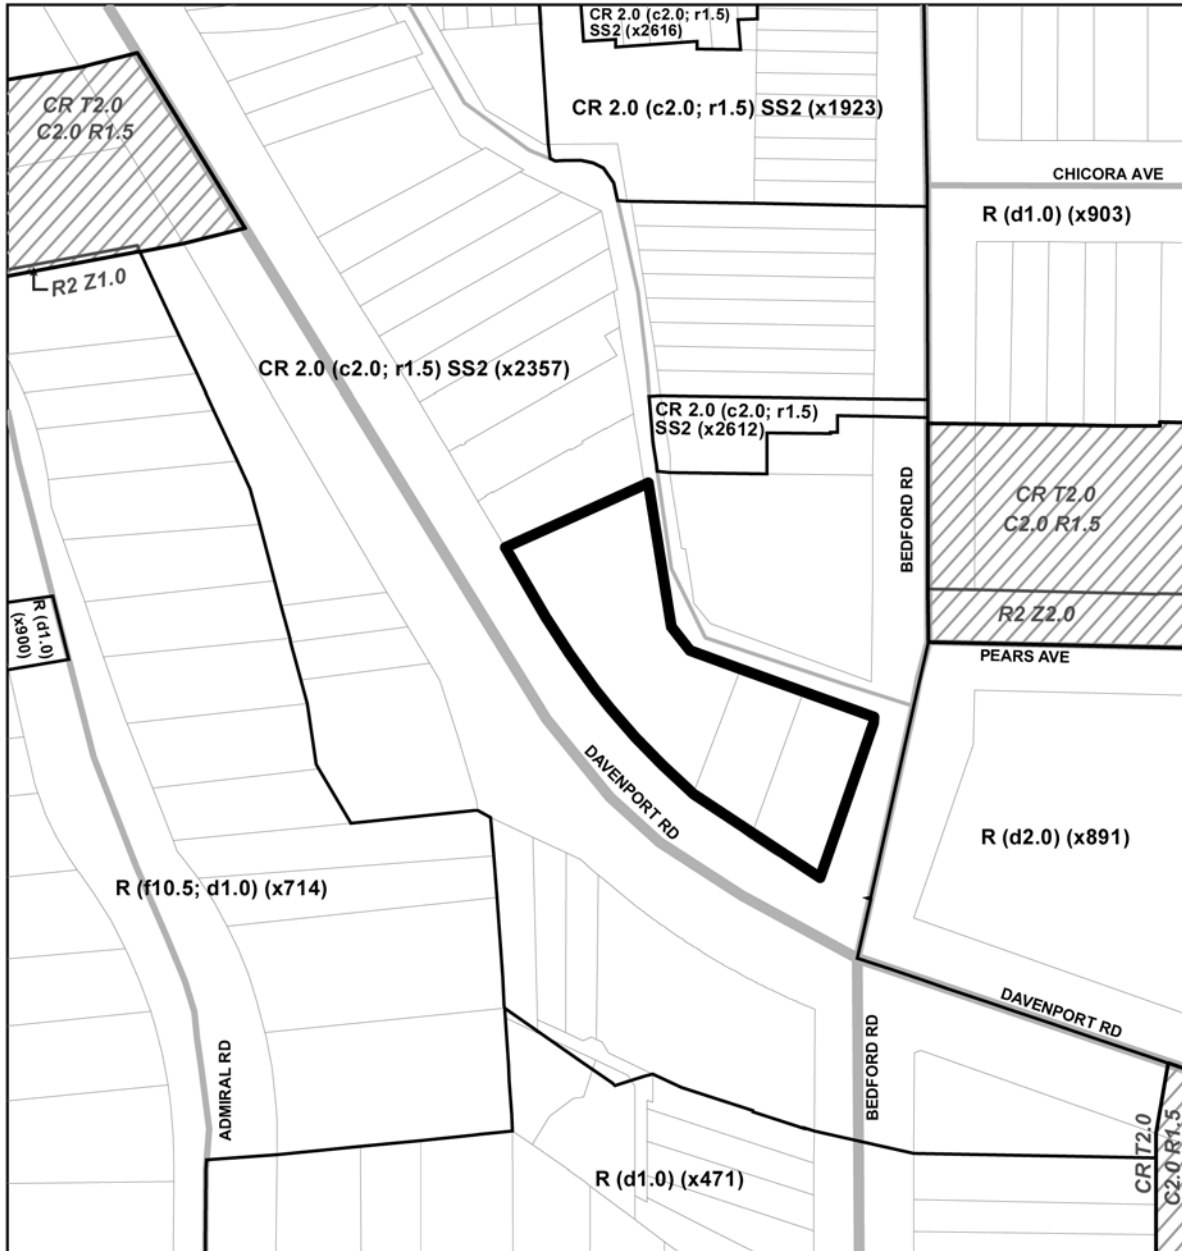 CR 2.0 (c2.0; r1.5)
SS2 (x2616)
CR T2.0
C2.0 R1.5
CR 2.0 (c2.0; r1.5) SS2 (x1923)
CHICORA AVE
R (d1.0) (x903)
R2 Z1.0
CR 2.0 (c2.0; r1.5) SS2 (x2357)
CR 2.0 (c2.0; r1.5)
SS2 (x2612)
BEDFORD RD
CR T2.0
C2.0 R1.5
R2 Z2.0
PEARS AVE
R (d1.0)
(x900)
DAVENPORT RD
R (d2.0) (x891)
R (f10.5; d1.0) (x714)
DAVENPORT RD
ADMIRAL RD
BEDFORD RD
CR T2.0
C2.0 R1.5
R (d1.0) (x471)